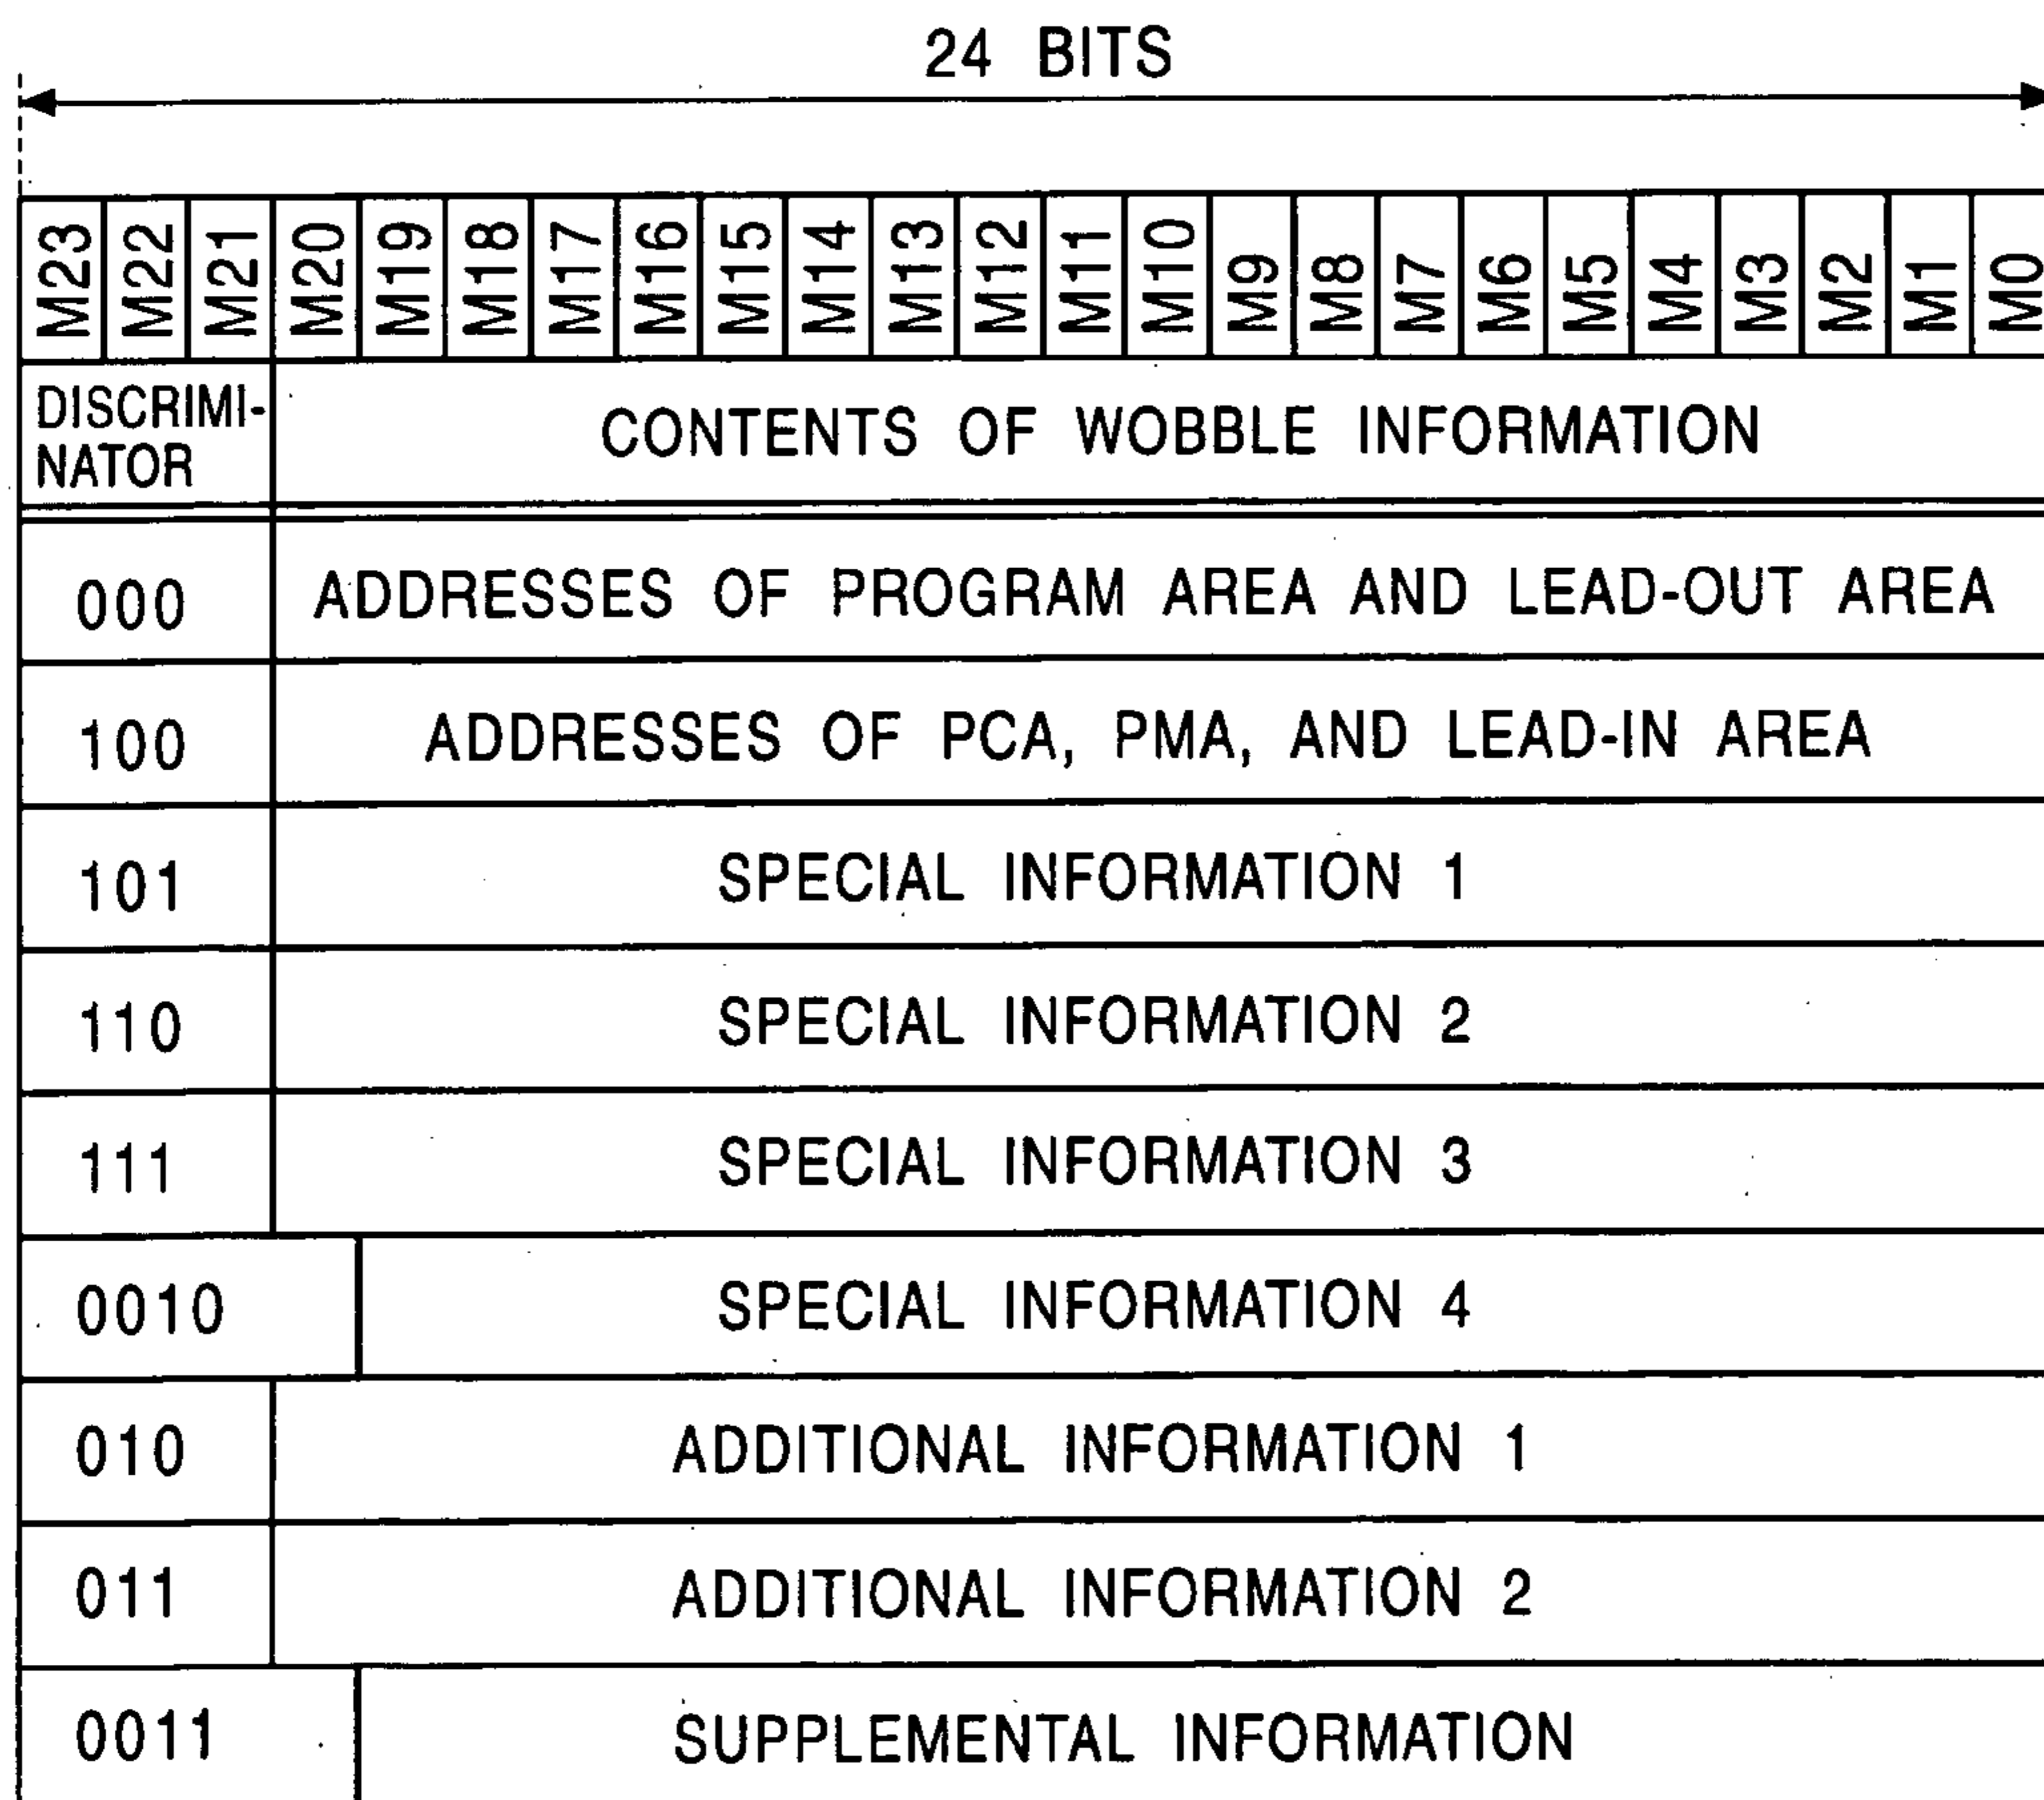 24 BITS
M23 M22 M21 M20 M19 M18 M17 M16 M15 M14 M13 M12 M11 M10 M9 M8 M7 M6 M5 M4 M3 M2 M1 M0
DISCRIMI-
NATOR
CONTENTS OF WOBBLE INFORMATION
000 ADDRESSES OF PROGRAM AREA AND LEAD-OUT AREA
100 ADDRESSES OF PCA, PMA, AND LEAD-IN AREA
101 SPECIAL INFORMATION 1
110 SPECIAL INFORMATION 2
111 SPECIAL INFORMATION 3
0010 SPECIAL INFORMATION 4
010 ADDITIONAL INFORMATION 1
011 ADDITIONAL INFORMATION 2
0011 SUPPLEMENTAL INFORMATION